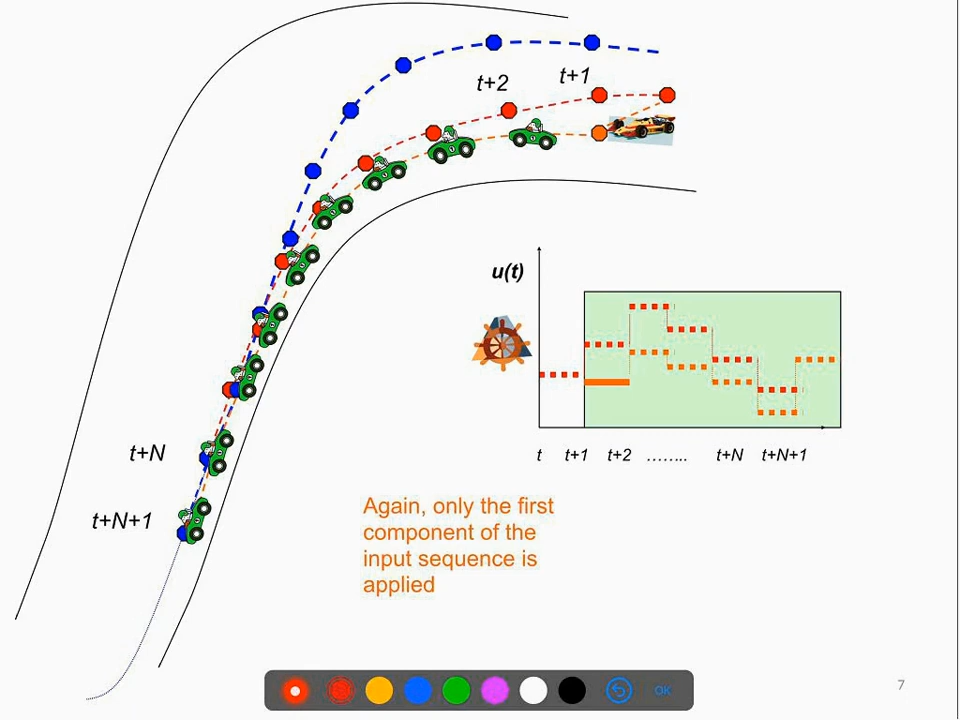 t+2
t+1
u(t)
t t+1 t+2 …….. t+N t+N+1
t+N
t+N+1
Again, only the first
component of the
input sequence is
applied
OK
7